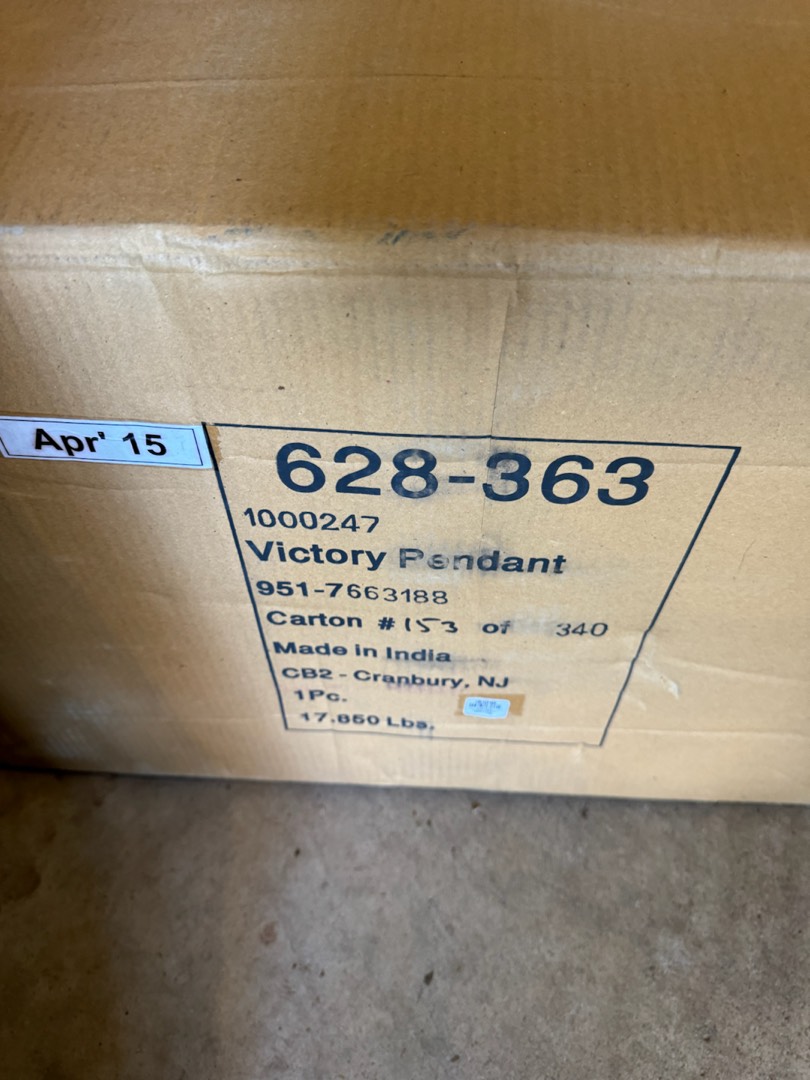 Apr' 15
628-363
1000247
Victory Pendant
951-7663188
Carton #153 of 340
Made in India
CB2 - Cranbury, NJ
1Pc.
17.850 Lbs.